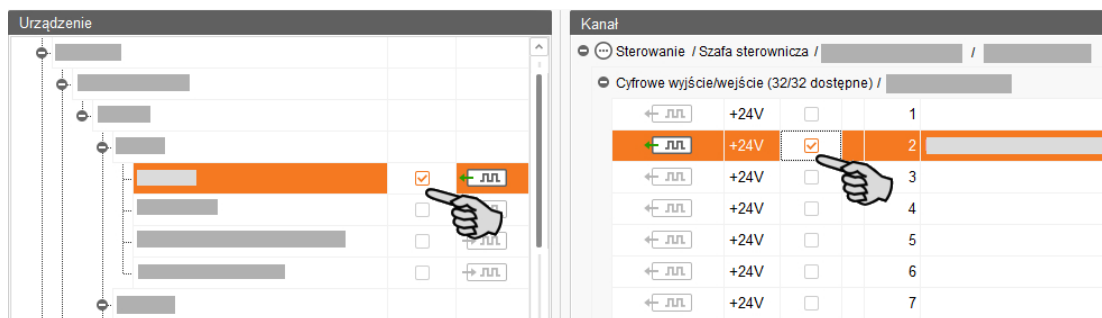 Urządzenie
Kanał
Sterowanie / Szafa sterownicza / /
Cyfrowe wyjście/wejście (32/32 dostępne) /
+24V 1
+24V 2
+24V 3
+24V 4
+24V 5
+24V 6
+24V 7